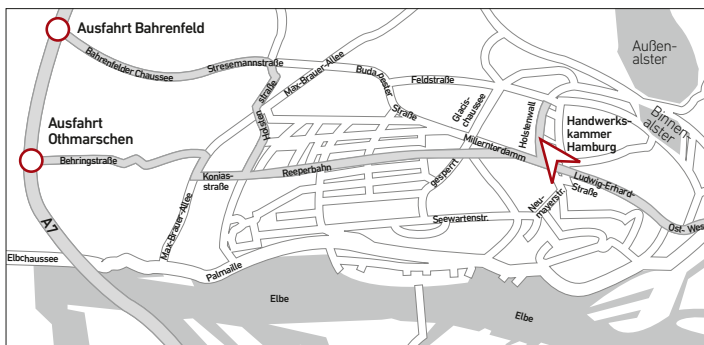 Ausfahrt Bahrenfeld
Bahrenfelder Chaussee
Stresemannstraße
Max-Brauer-Allee
Buda-
pester
Straße
Feldstraße
Glacis-
chaussee
Holstenwall
Außen-
alster
Binnen-
alster
Handwerks-
kammer
Hamburg
Ausfahrt
Othmarschen
Behringstraße
Holsten
straße
Konias-
straße
Reeperbahn
Millerntordamm
gesperrt
Ludwig-Erhard-
Straße
Neu-
mayerstr.
Seewartenstr.
Ost- Wes
Max-Brauer-Allee
A7
Elbchaussee
Palmaille
Elbe
Elbe